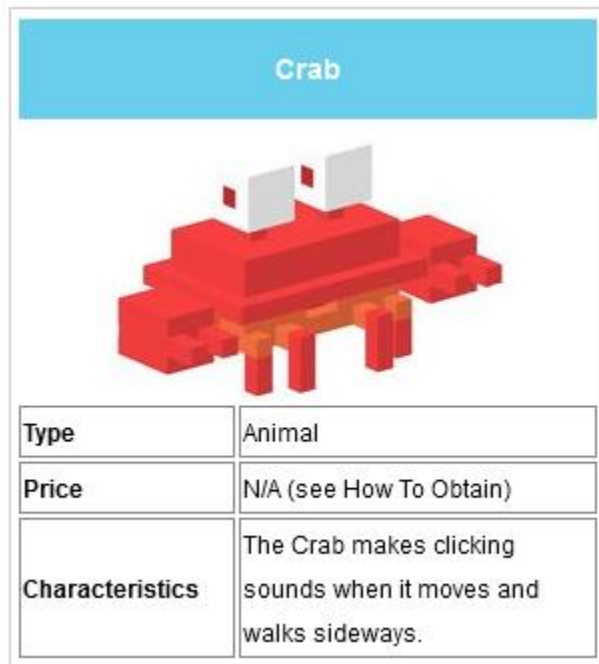 Crab
Type
Animal
Price
N/A (see How To Obtain)
Characteristics
The Crab makes clicking
sounds when it moves and
walks sideways.